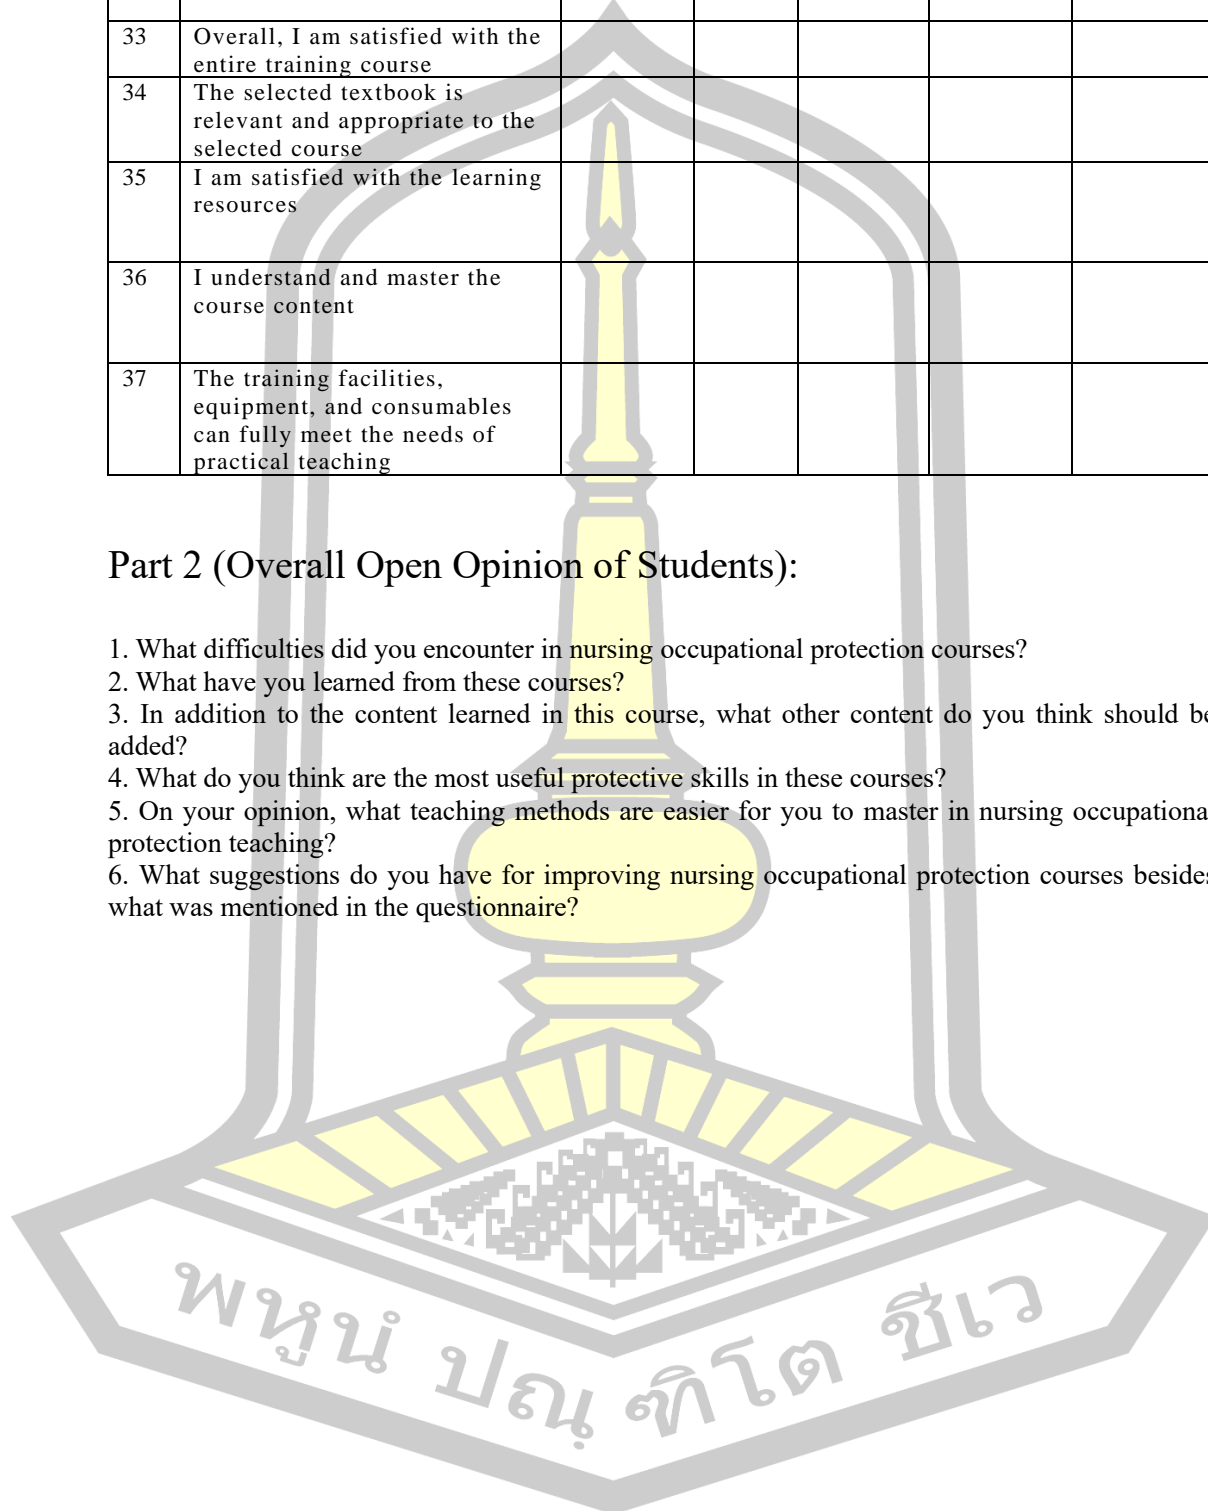 33 Overall, I am satisfied with the
entire training course
34 The selected textbook is
relevant and appropriate to the
selected course
35 I am satisfied with the learning
resources
36 I understand and master the
course content
37 The training facilities,
equipment, and consumables
can fully meet the needs of
practical teaching
Part 2 (Overall Open Opinion of Students):
1. What difficulties did you encounter in nursing occupational protection courses?
2. What have you learned from these courses?
3. In addition to the content learned in this course, what other content do you think should be
added?
4. What do you think are the most useful protective skills in these courses?
5. On your opinion, what teaching methods are easier for you to master in nursing occupationa
protection teaching?
6. What suggestions do you have for improving nursing occupational protection courses besides
what was mentioned in the questionnaire?
พหูนํ ปณฺฑิโต ชีเว